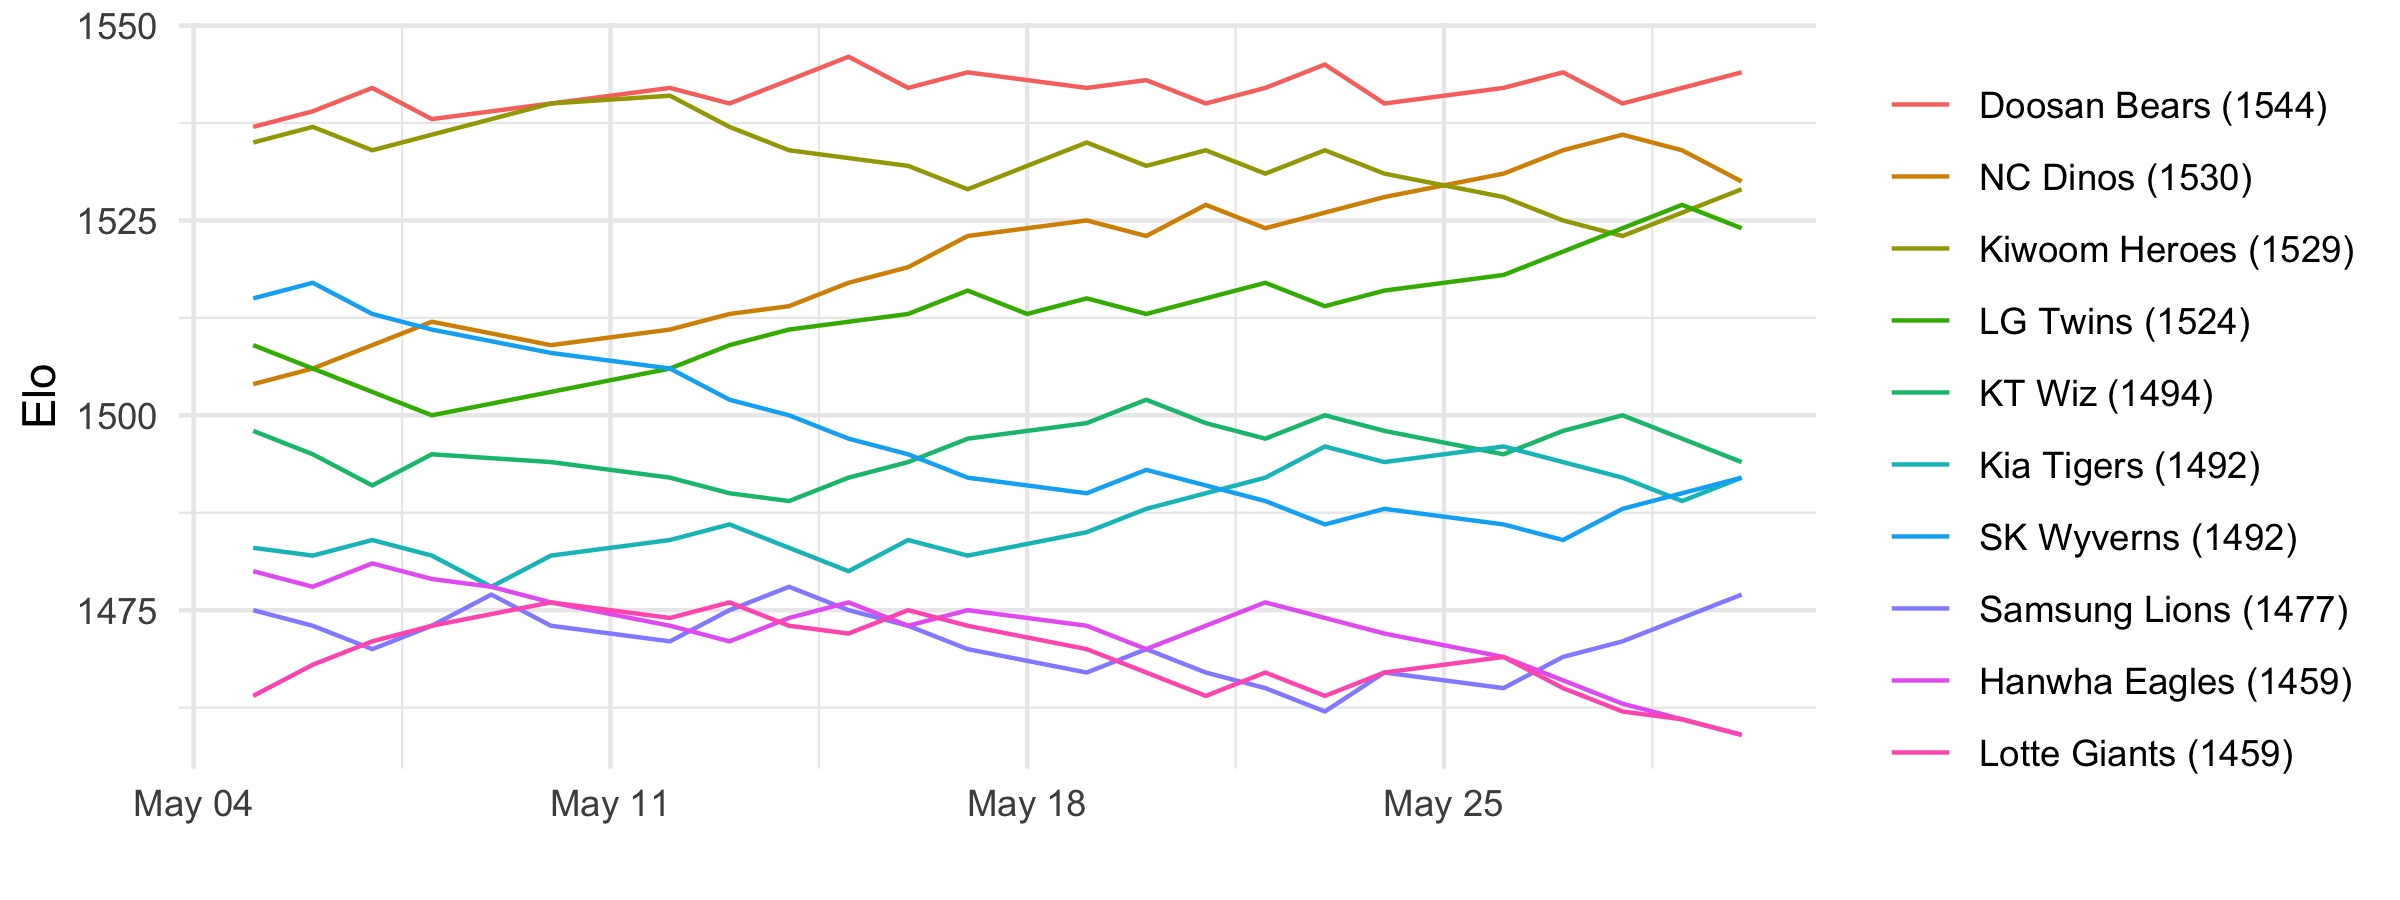 1550
1525
1500
1475
Elo
May 04
May 11
May 18
May 25
Doosan Bears (1544)
NC Dinos (1530)
Kiwoom Heroes (1529)
LG Twins (1524)
KT Wiz (1494)
Kia Tigers (1492)
SK Wyverns (1492)
Samsung Lions (1477)
Hanwha Eagles (1459)
Lotte Giants (1459)